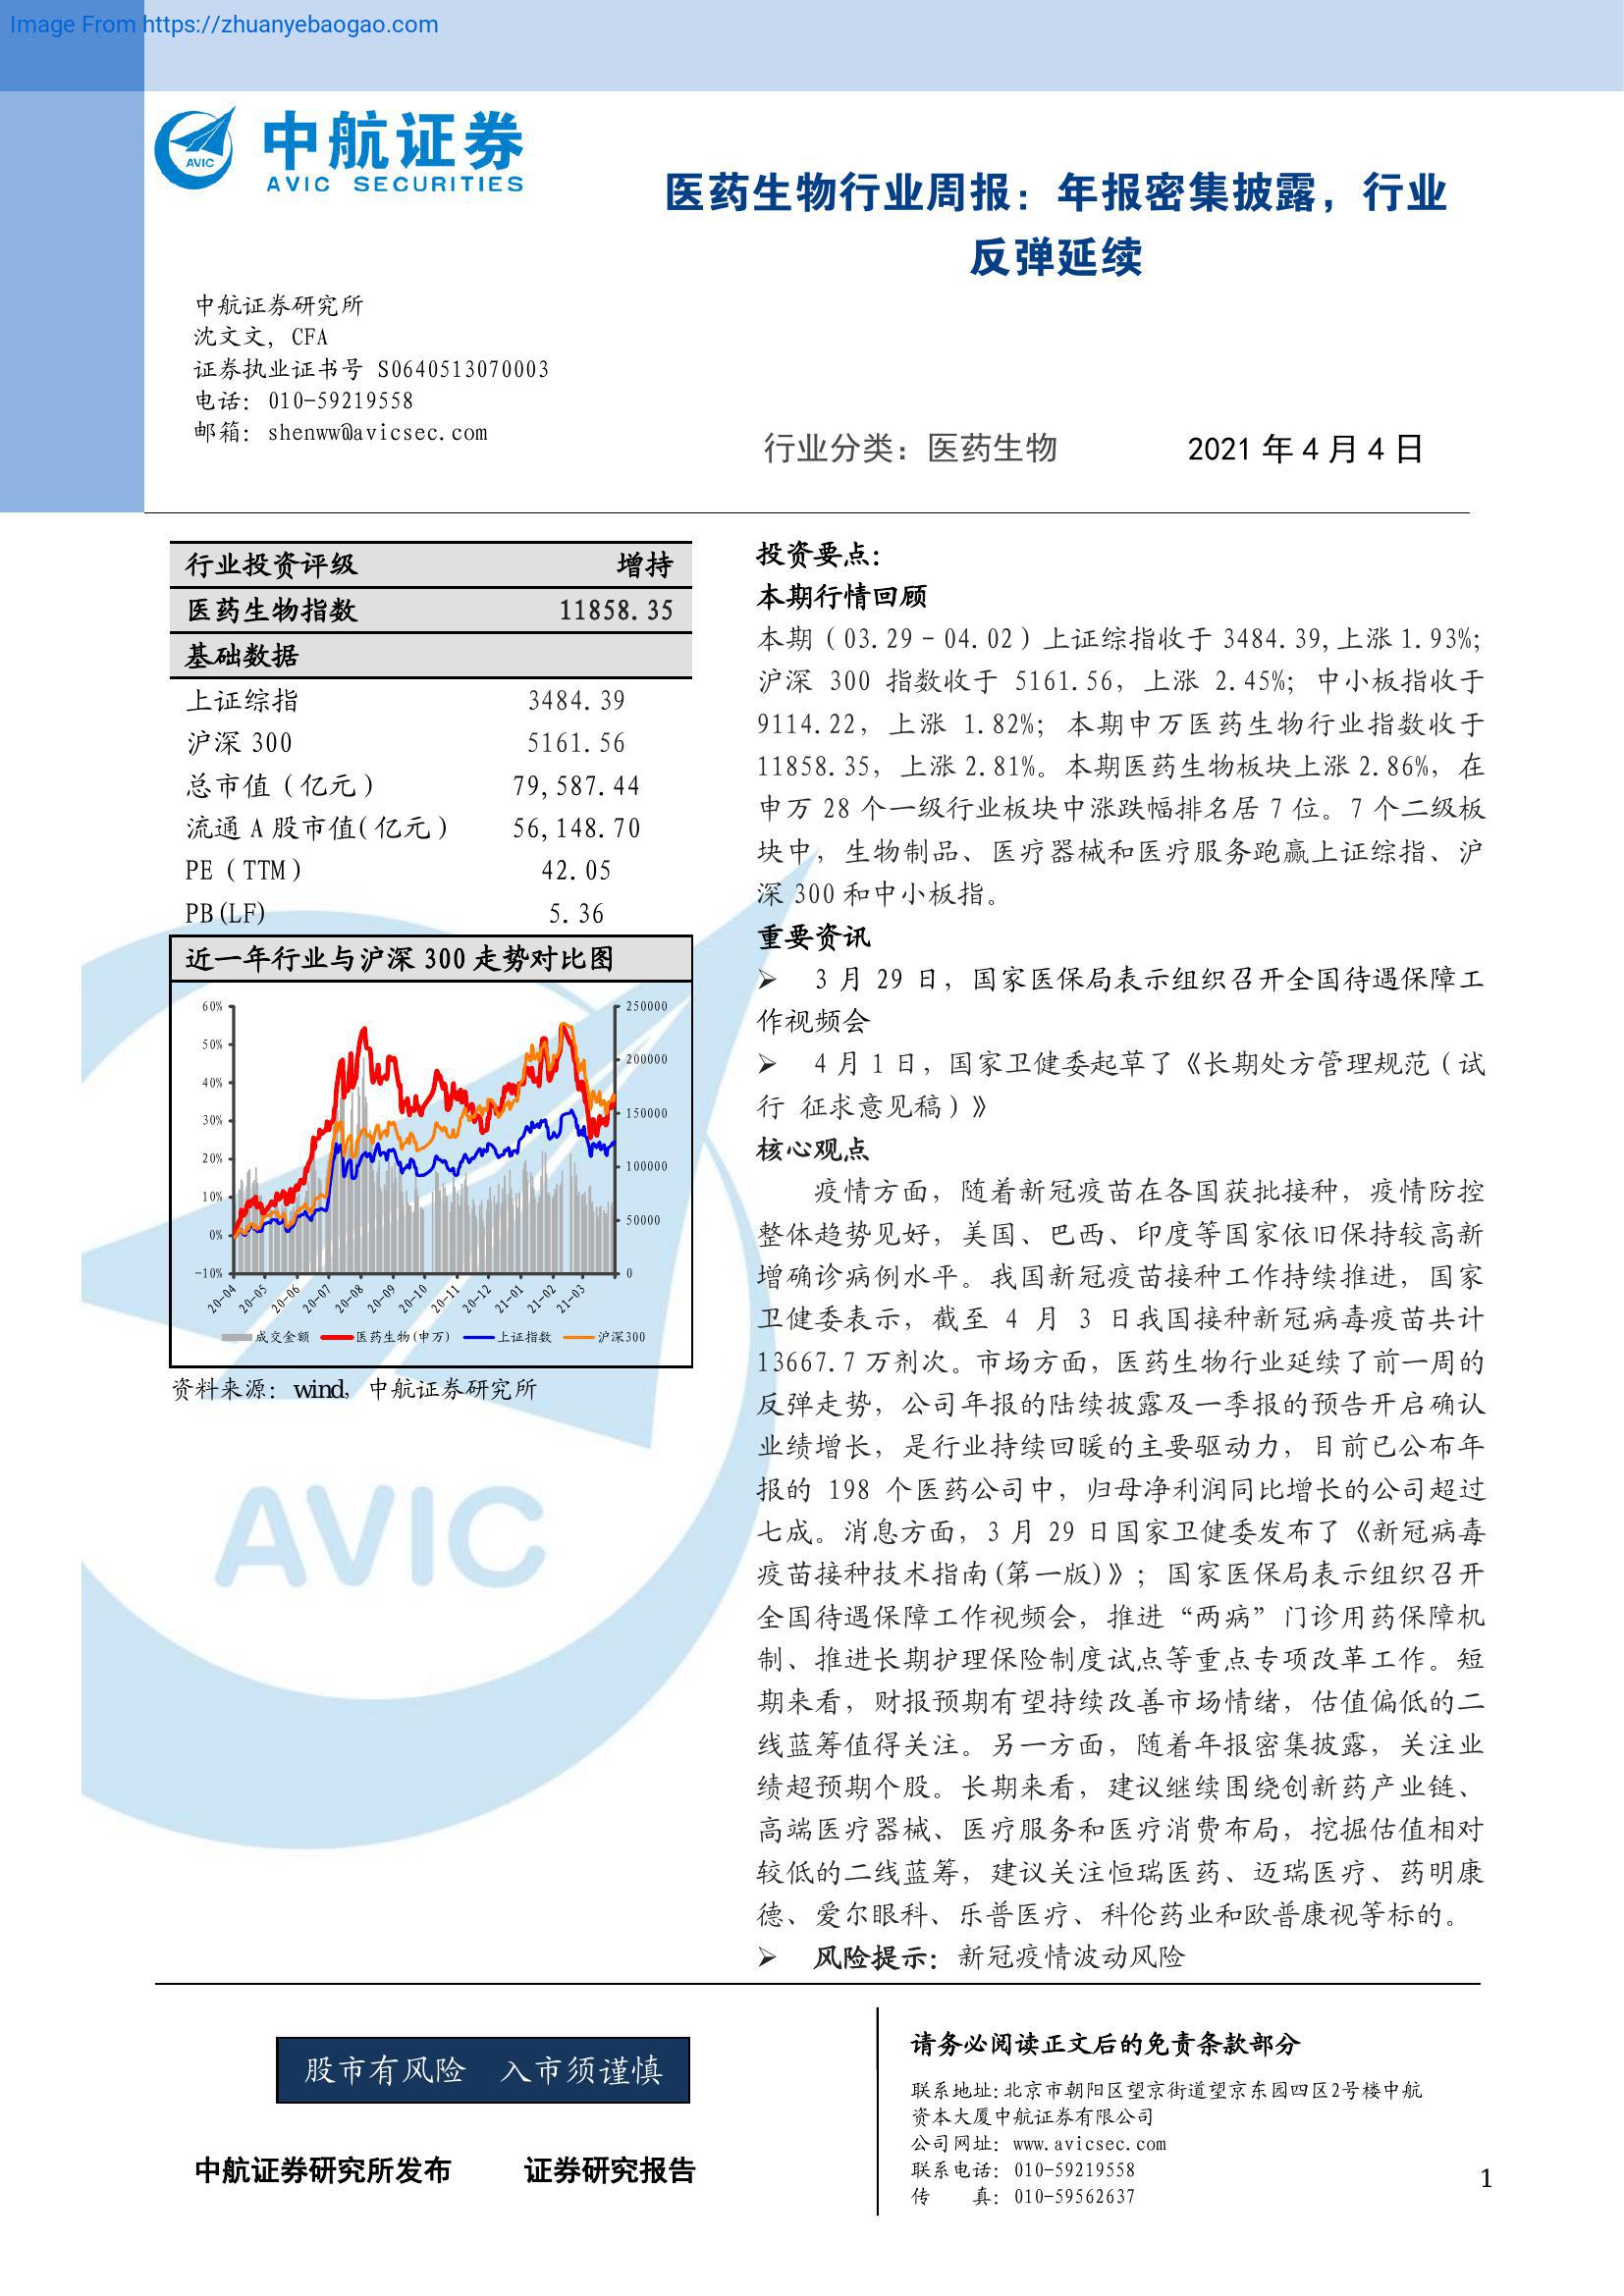 Image From https://zhuanyebaogao.com
AVIC
中航证券
AVIC SECURITIES
医药生物行业周报：年报密集披露，行业
反弹延续
中航证券研究所
沈文文，CFA
证券执业证书号 S0640513070003
电话：010-59219558
邮箱：shenww@avicsec.com
行业分类：医药生物 2021 年 4 月 4 日
行业投资评级 增持
医药生物指数 11858.35
基础数据
上证综指 3484.39
沪深 300 5161.56
总市值（亿元） 79,587.44
流通 A 股市值(亿元） 56,148.70
PE（TTM） 42.05
PB(LF) 5.36
近一年行业与沪深 300 走势对比图
60% 250000
50% 200000
40%
30% 150000
20% 100000
10%
0% 50000
-10% 0
20-04 20-05 20-06 20-07 20-08 20-09 20-10 20-11 20-12 21-01 21-02 21-03
成交金额 医药生物(申万) 上证指数 沪深300
资料来源：wind，中航证券研究所
AVIC
投资要点：
本期行情回顾
本期（03.29–04.02）上证综指收于 3484.39,上涨 1.93%;
沪深 300 指数收于 5161.56，上涨 2.45%；中小板指收于
9114.22，上涨 1.82%；本期申万医药生物行业指数收于
11858.35，上涨 2.81%。本期医药生物板块上涨 2.86%，在
申万 28 个一级行业板块中涨跌幅排名居 7 位。7 个二级板
块中，生物制品、医疗器械和医疗服务跑赢上证综指、沪
深 300 和中小板指。
重要资讯
➢ 3 月 29 日，国家医保局表示组织召开全国待遇保障工
作视频会
➢ 4 月 1 日，国家卫健委起草了《长期处方管理规范（试
行 征求意见稿）》
核心观点
疫情方面，随着新冠疫苗在各国获批接种，疫情防控
整体趋势见好，美国、巴西、印度等国家依旧保持较高新
增确诊病例水平。我国新冠疫苗接种工作持续推进，国家
卫健委表示，截至 4 月 3 日我国接种新冠病毒疫苗共计
13667.7 万剂次。市场方面，医药生物行业延续了前一周的
反弹走势，公司年报的陆续披露及一季报的预告开启确认
业绩增长，是行业持续回暖的主要驱动力，目前已公布年
报的 198 个医药公司中，归母净利润同比增长的公司超过
七成。消息方面，3 月 29 日国家卫健委发布了《新冠病毒
疫苗接种技术指南(第一版)》；国家医保局表示组织召开
全国待遇保障工作视频会，推进“两病”门诊用药保障机
制、推进长期护理保险制度试点等重点专项改革工作。短
期来看，财报预期有望持续改善市场情绪，估值偏低的二
线蓝筹值得关注。另一方面，随着年报密集披露，关注业
绩超预期个股。长期来看，建议继续围绕创新药产业链、
高端医疗器械、医疗服务和医疗消费布局，挖掘估值相对
较低的二线蓝筹，建议关注恒瑞医药、迈瑞医疗、药明康
德、爱尔眼科、乐普医疗、科伦药业和欧普康视等标的。
➢ 风险提示：新冠疫情波动风险
股市有风险 入市须谨慎
中航证券研究所发布 证券研究报告
请务必阅读正文后的免责条款部分
联系地址:北京市朝阳区望京街道望京东园四区2号楼中航
资本大厦中航证券有限公司
公司网址：www.avicsec.com
联系电话：010-59219558
传 真：010-59562637
1